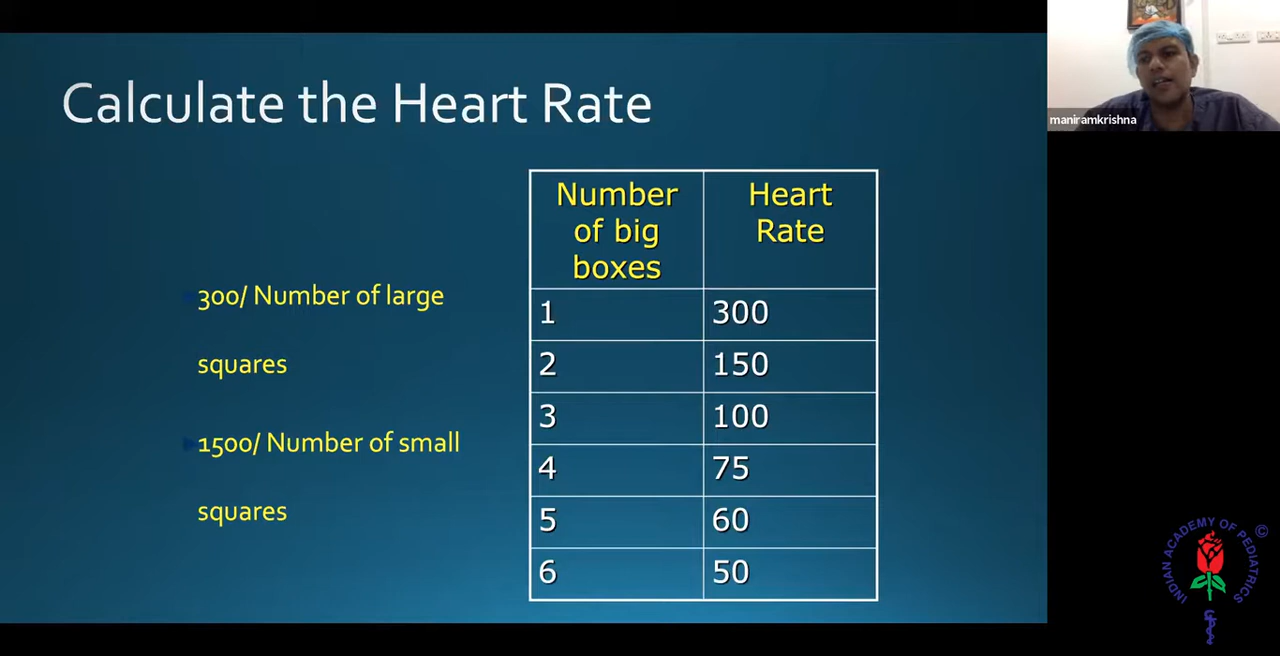 Calculate the Heart Rate
300/ Number of large
squares
1500/ Number of small
squares
Number
of big
boxes
Heart
Rate
1 300
2 150
3 100
4 75
5 60
6 50
maniramkrishna
INDIAN ACADEMY OF PEDIATRICS
©